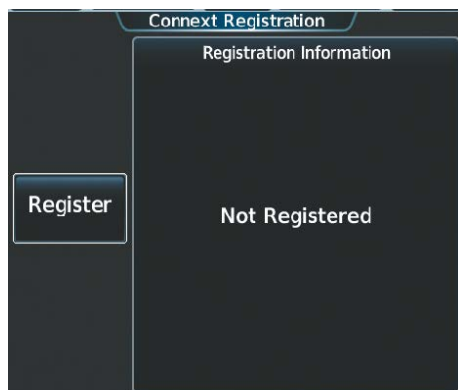 Connext Registration
Registration Information
Register
Not Registered